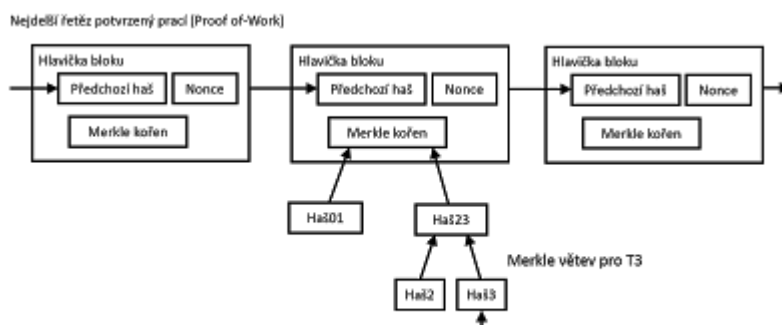 Nejdelší řetěz potvrzený prací (Proof of-Work)
Hlavička bloku
Předchozí haš
Nonce
Merkle kořen
Hlavička bloku
Předchozí haš
Nonce
Merkle kořen
Hlavička bloku
Předchozí haš
Nonce
Merkle kořen
Haš01
Haš23
Merkle větev pro T3
Haš2
Haš3